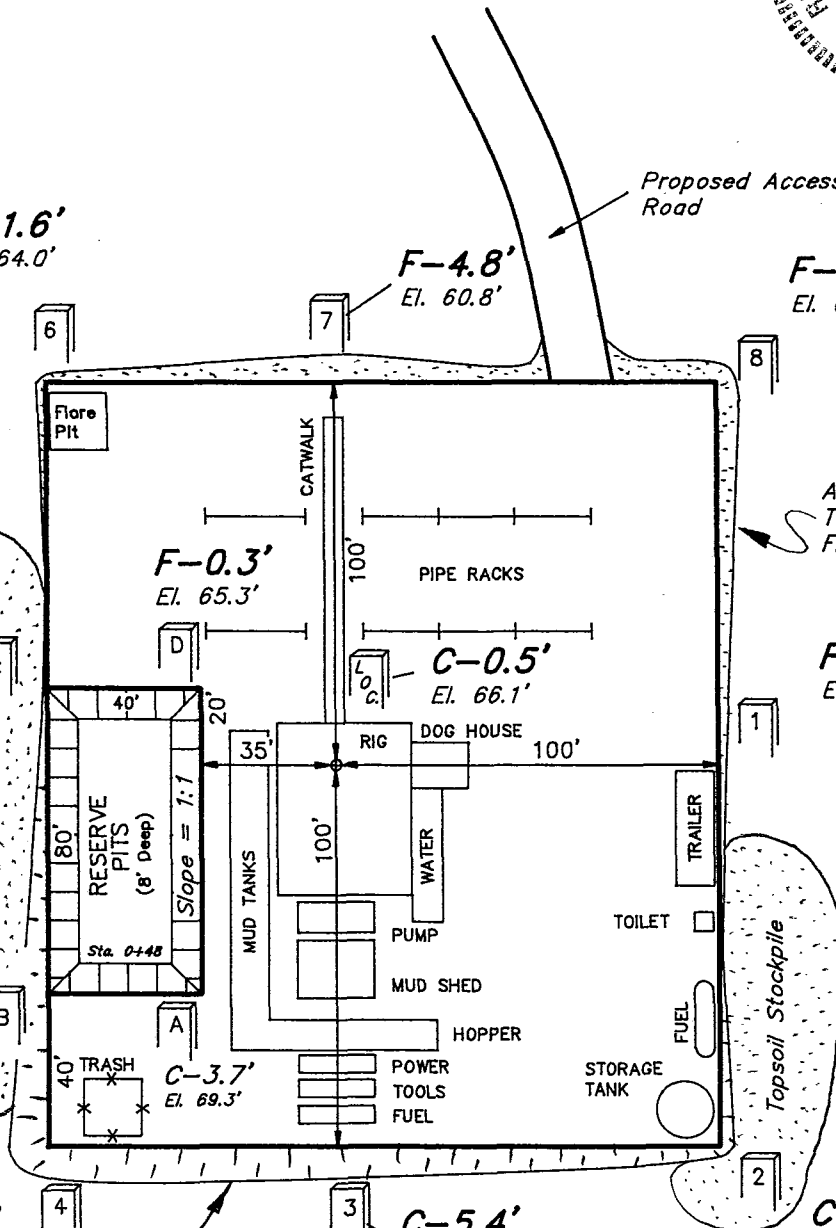 Proposed Access
Road
1.6'
64.0'
F-4.8'
El. 60.8'
F-
El.
6
7
8
Flare
Pit
CATWALK
100'
PIPE RACKS
F-0.3'
El. 65.3'
D
L
O
C.
C-0.5'
El. 66.1'
F
E
1
40'
20'
35'
RIG
DOG HOUSE
100'
80'
RESERVE
PITS
(8' Deep)
Slope = 1:1
Sta. 0+48
MUD TANKS
100'
WATER
TRAILER
TOILET
PUMP
MUD SHED
HOPPER
FUEL
Topsoil Stockpile
B
A
TRASH
40'
C-3.7'
El. 69.3'
POWER
TOOLS
FUEL
STORAGE
TANK
4
3
2
C-5.4'
C